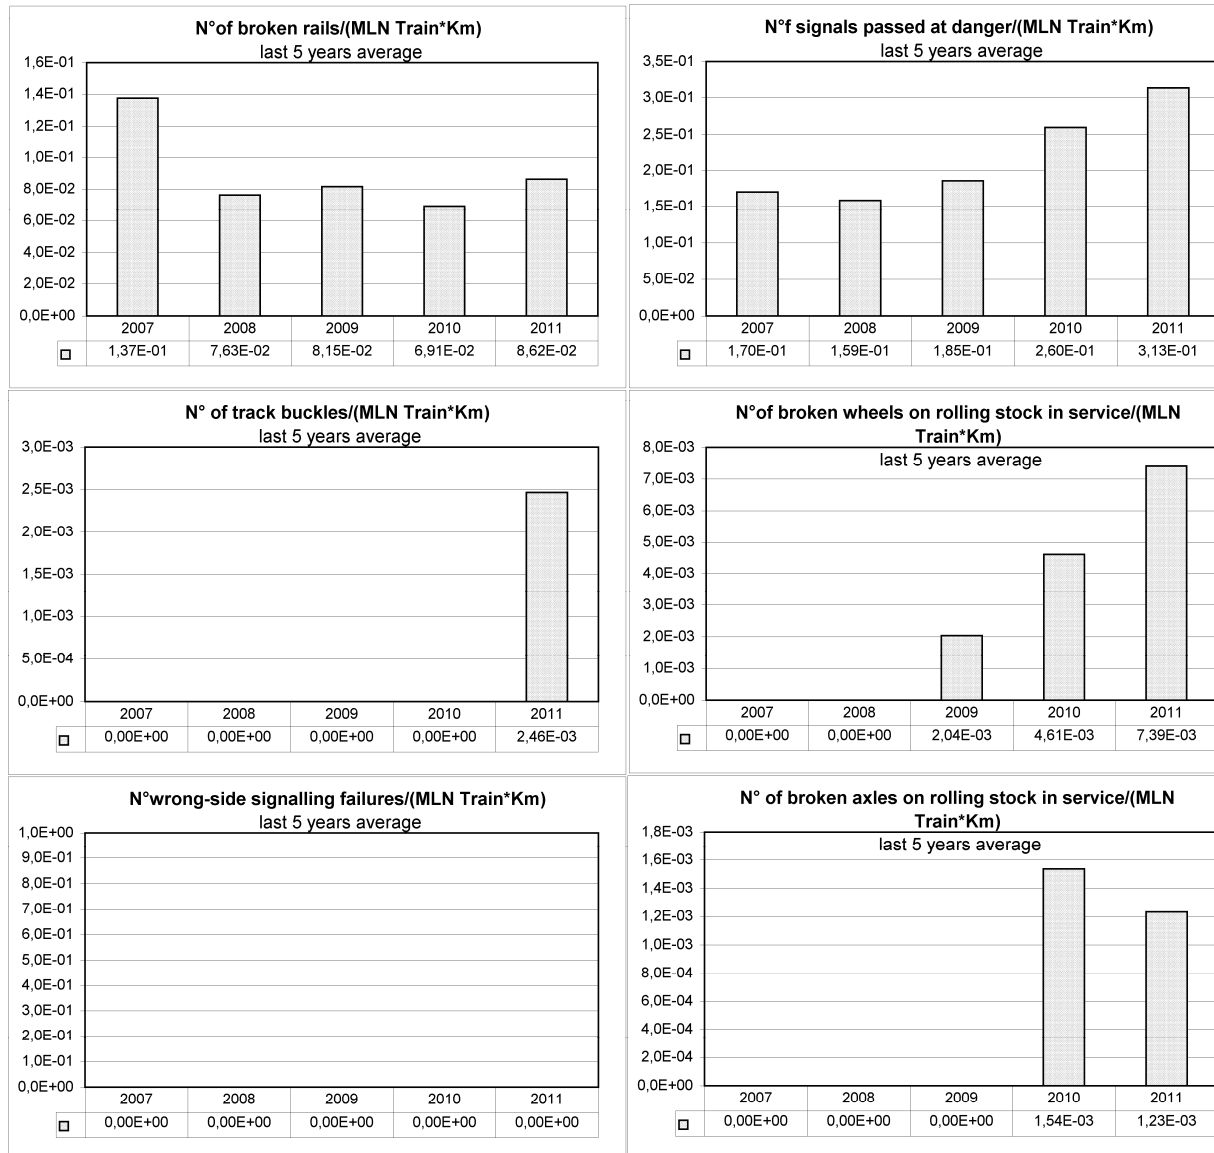 N°of broken rails/(MLN Train*Km)
last 5 years average
1,6E-01
1,4E-01
1,2E-01
1,0E-01
8,0E-02
6,0E-02
4,0E-02
2,0E-02
0,0E+00
2007 2008 2009 2010 2011
1,37E-01 7,63E-02 8,15E-02 6,91E-02 8,62E-02
N°f signals passed at danger/(MLN Train*Km)
last 5 years average
3,5E-01
3,0E-01
2,5E-01
2,0E-01
1,5E-01
1,0E-01
5,0E-02
0,0E+00
2007 2008 2009 2010 2011
1,70E-01 1,59E-01 1,85E-01 2,60E-01 3,13E-01
N° of track buckles/(MLN Train*Km)
last 5 years average
3,0E-03
2,5E-03
2,0E-03
1,5E-03
1,0E-03
5,0E-04
0,0E+00
2007 2008 2009 2010 2011
0,00E+00 0,00E+00 0,00E+00 0,00E+00 2,46E-03
N°of broken wheels on rolling stock in service/(MLN
Train*Km)
last 5 years average
8,0E-03
7,0E-03
6,0E-03
5,0E-03
4,0E-03
3,0E-03
2,0E-03
1,0E-03
0,0E+00
2007 2008 2009 2010 2011
0,00E+00 0,00E+00 2,04E-03 4,61E-03 7,39E-03
N°wrong-side signalling failures/(MLN Train*Km)
last 5 years average
1,0E+00
9,0E-01
8,0E-01
7,0E-01
6,0E-01
5,0E-01
4,0E-01
3,0E-01
2,0E-01
1,0E-01
0,0E+00
2007 2008 2009 2010 2011
0,00E+00 0,00E+00 0,00E+00 0,00E+00 0,00E+00
N° of broken axles on rolling stock in service/(MLN
Train*Km)
last 5 years average
1,8E-03
1,6E-03
1,4E-03
1,2E-03
1,0E-03
8,0E-04
6,0E-04
4,0E-04
2,0E-04
0,0E+00
2007 2008 2009 2010 2011
0,00E+00 0,00E+00 0,00E+00 1,54E-03 1,23E-03